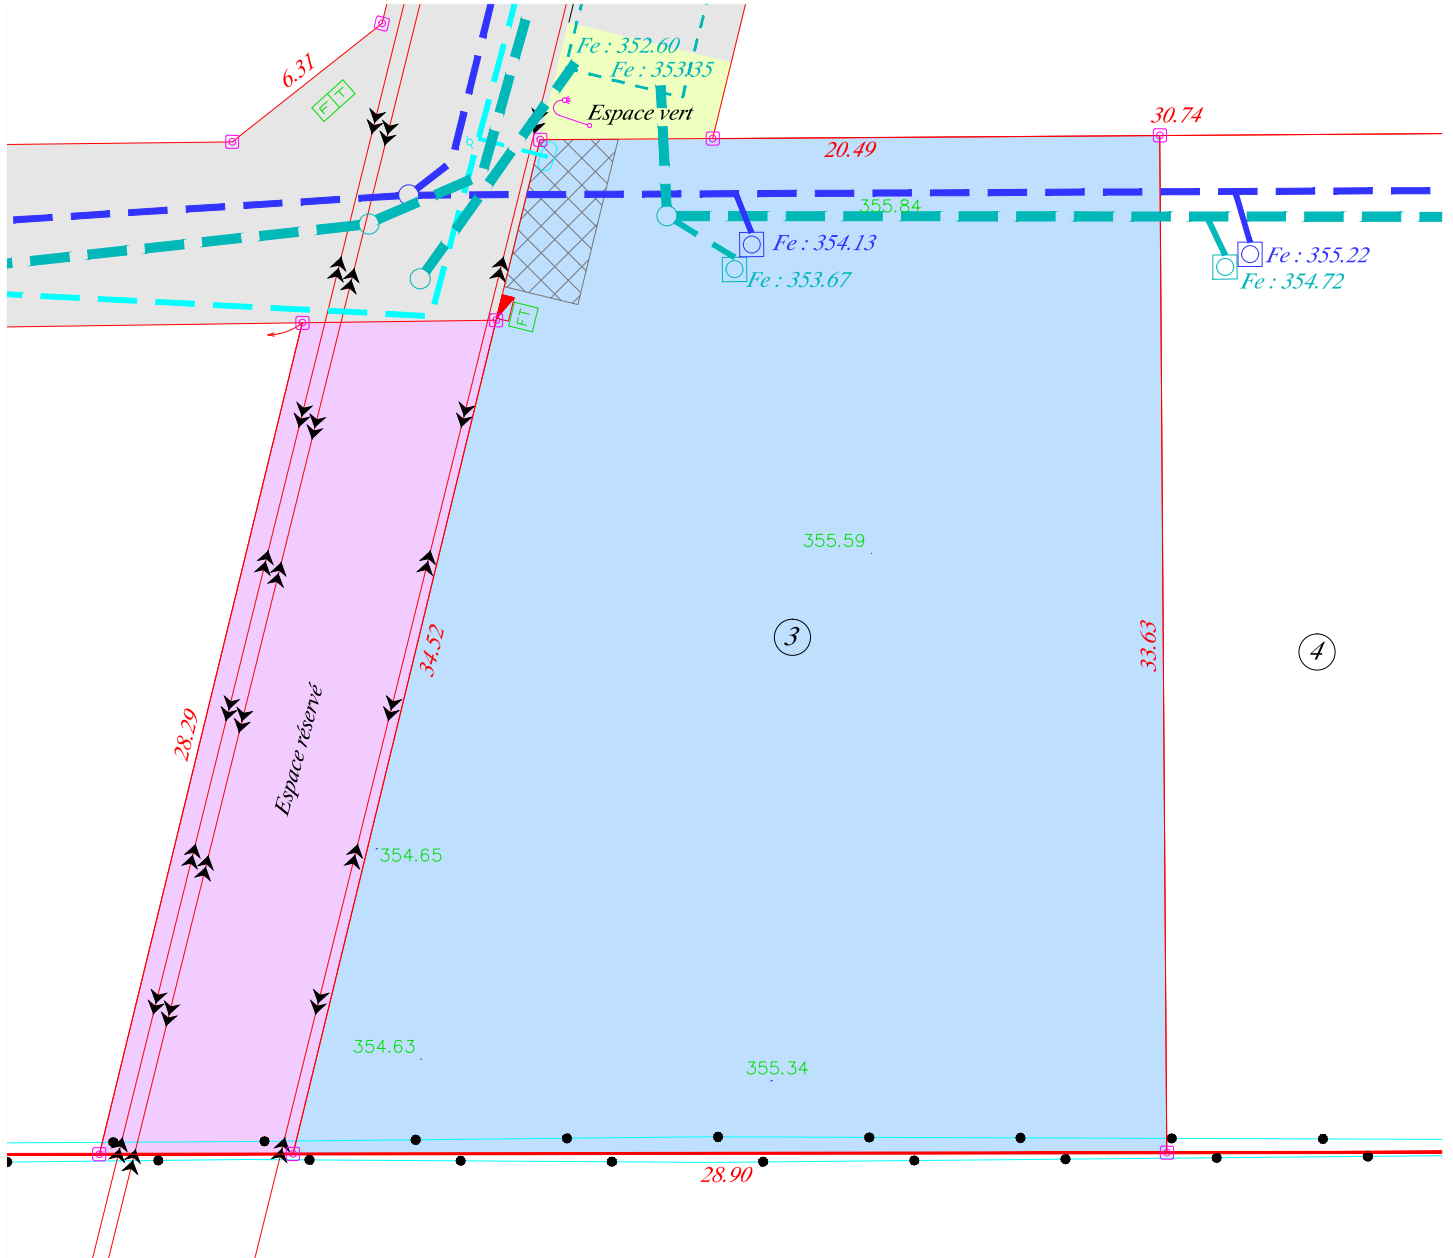 Fe : 352.60
Fe : 353.35
6.31
F T
Espace vert
30.74
20.49
355.84
Fe : 354.13
Fe : 355.22
Fe : 353.67
Fe : 354.72
FT
355.59
3
4
34.52
33.63
28.29
Espace réservé
354.65
354.63
355.34
28.90